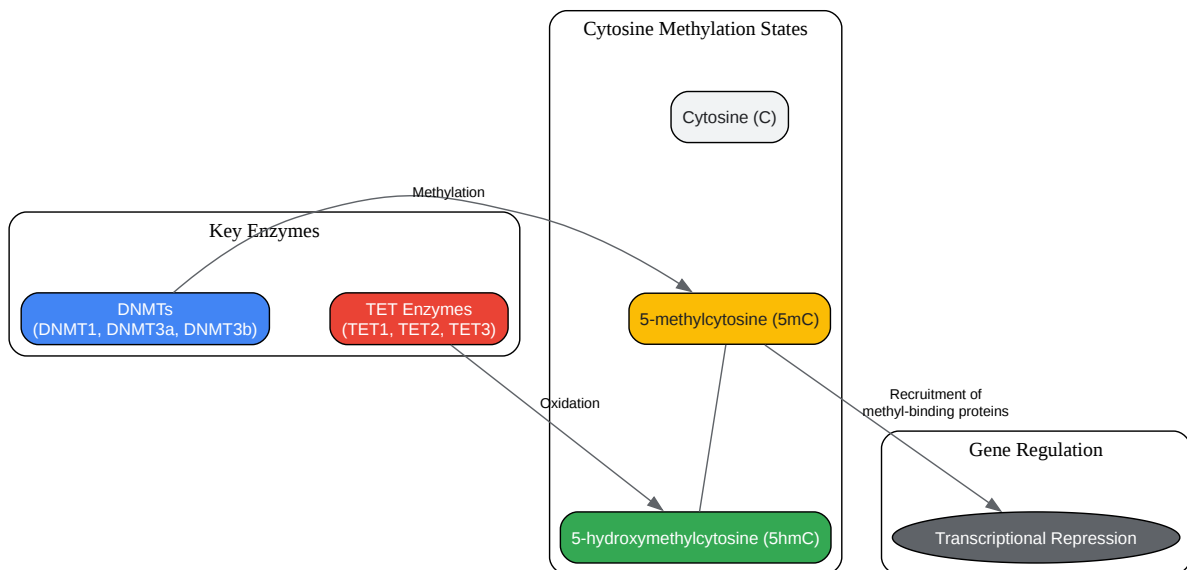 Cytosine Methylation States
Cytosine (C)
Methylation
Key Enzymes
DNMTs
(DNMT1, DNMT3a, DNMT3b)
TET Enzymes
(TET1, TET2, TET3)
5-methylcytosine (5mC)
Oxidation
Recruitment of
methyl-binding proteins
Gene Regulation
5-hydroxymethylcytosine (5hmC)
Transcriptional Repression